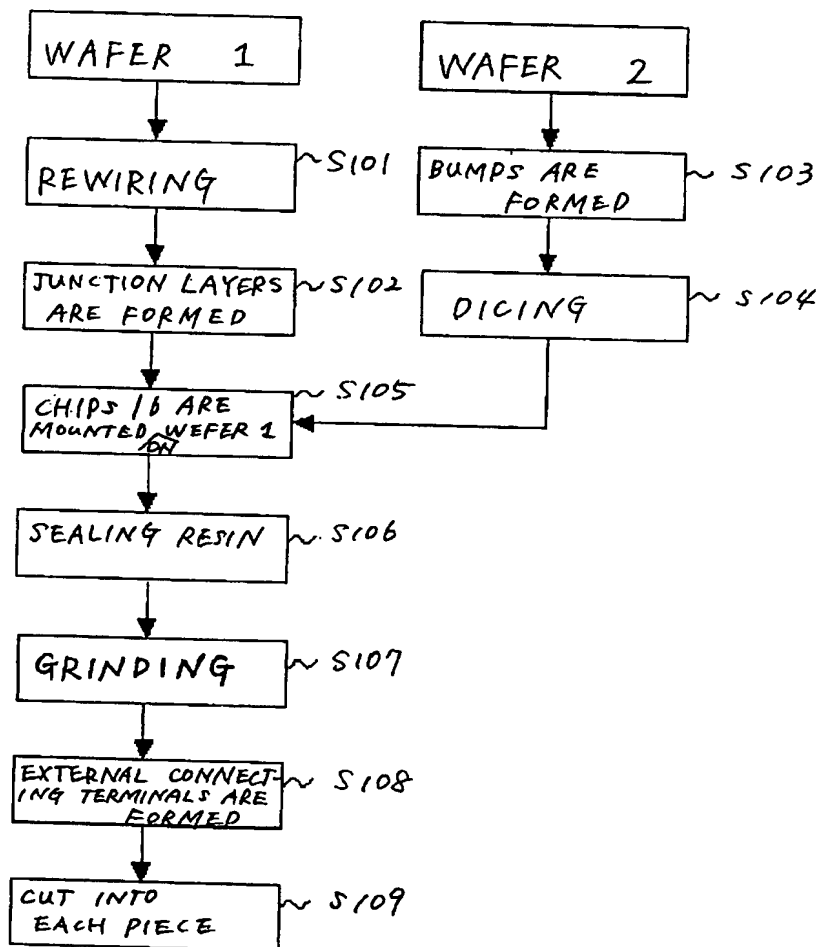 WAFER 1
REWIRING
S101
JUNCTION LAYERS
ARE FORMED
S102
WAFER 2
BUMPS ARE
FORMED
S103
DICING
S104
CHIPS 1b ARE
MOUNTED WEFER 1
ON
S105
SEALING RESIN
S106
GRINDING
S107
EXTERNAL CONNECT-
ING TERMINALS ARE
FORMED
S108
CUT INTO
EACH PIECE
S109